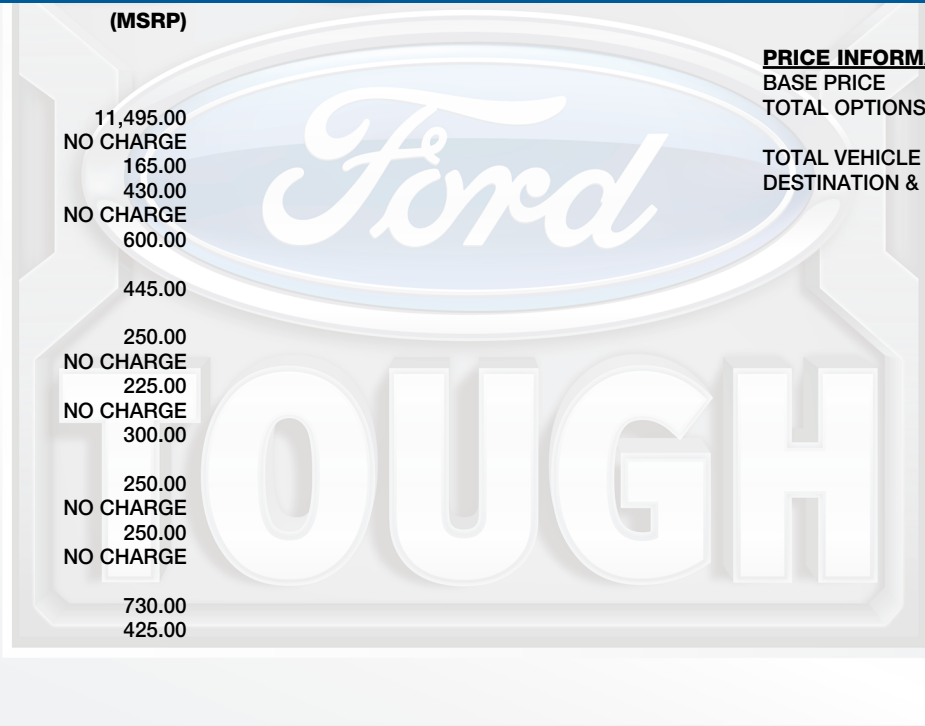 (MSRP)
11,495.00
NO CHARGE
165.00
430.00
NO CHARGE
600.00
445.00
250.00
NO CHARGE
225.00
NO CHARGE
300.00
250.00
NO CHARGE
250.00
NO CHARGE
730.00
425.00
PRICE INFORMA
BASE PRICE
TOTAL OPTIONS
TOTAL VEHICLE
DESTINATION &
Ford
TOUGH